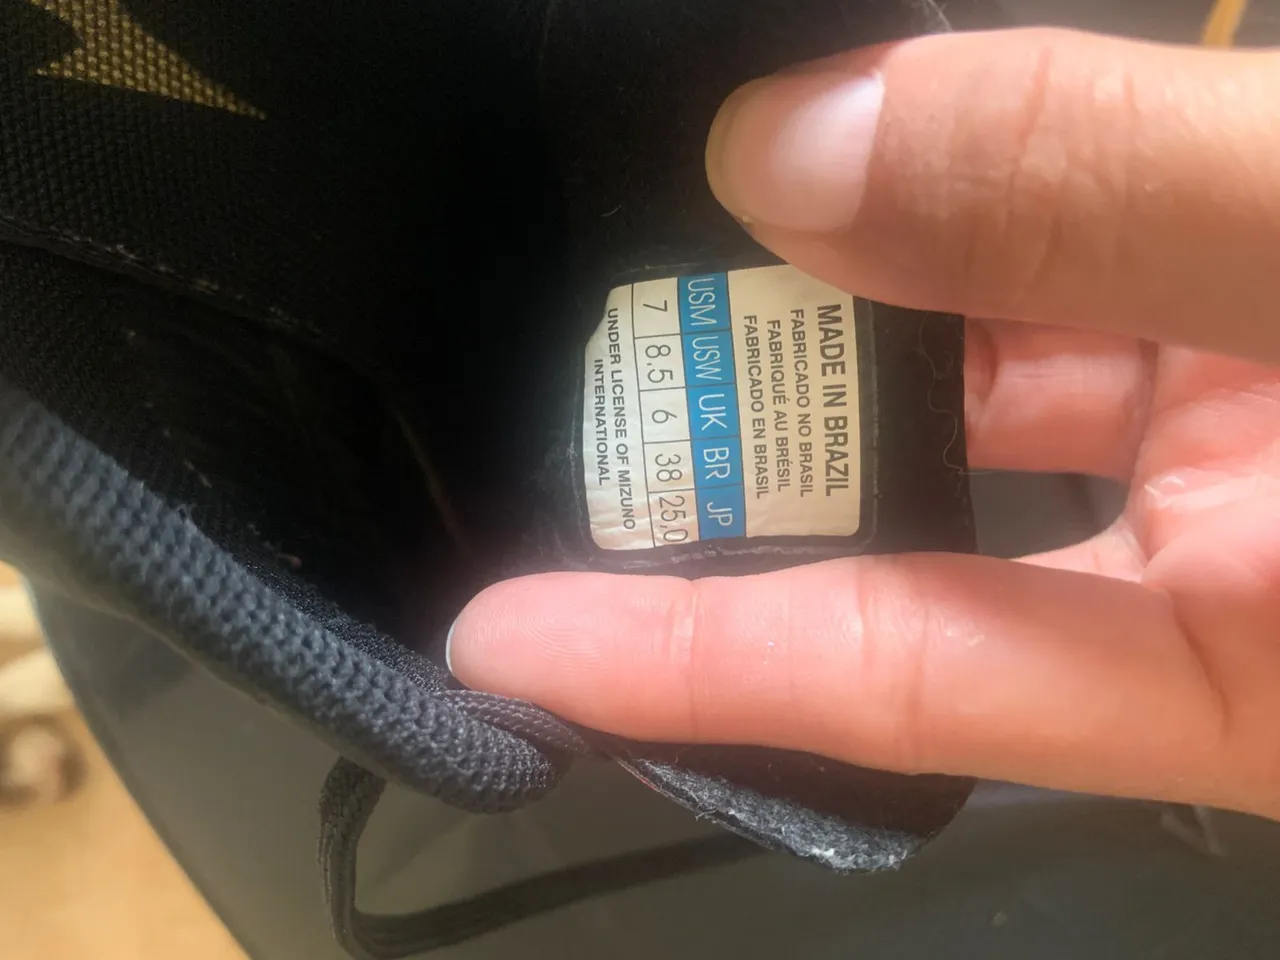 MADE IN BRAZIL
FABRICADO NO BRASIL
FABRIQUÉ AU BRÉSIL
FABRICADO EN BRASIL
USM USW UK BR JP
7 8.5 6 38 25,0
UNDER LICENSE OF MIZUNO
INTERNATIONAL